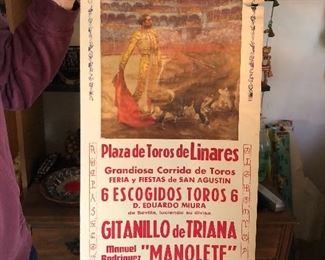 Plaza de Toros de Linares
Grandiosa Corrida de Toros
FERIA y FIESTAS de SAN AGUSTIN
6 ESCOGIDOS TOROS 6
D. EDUARDO MIURA
de Sevilla, luciendo su divisa
GITANILLO de TRIANA
Manuel Rodríguez "MANOLETE"